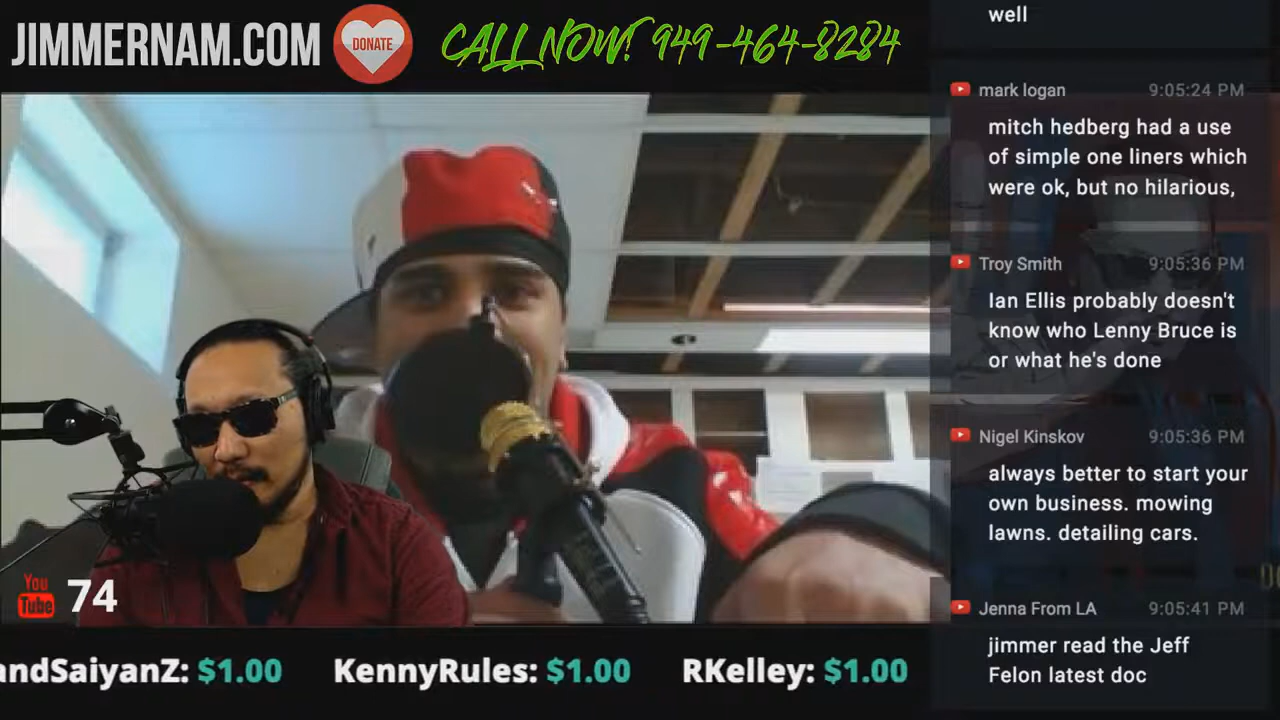 JIMMERNAM.COM
DONATE
CALL NOW! 949-464-8284
well
mark logan 9:05:24 PM
mitch hedberg had a use
of simple one liners which
were ok, but no hilarious,
Troy Smith 9:05:36 PM
Ian Ellis probably doesn't
know who Lenny Bruce is
or what he's done
Nigel Kinskov 9:05:36 PM
always better to start your
own business. mowing
lawns. detailing cars.
Jenna From LA 9:05:41 PM
jimmer read the Jeff
Felon latest doc
You
Tube
74
andSaiyanZ: $1.00 KennyRules: $1.00 RKelley: $1.00